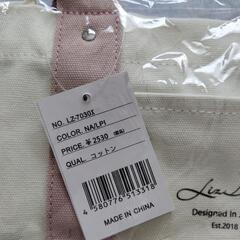 NO. LZ-7030X
COLOR. NA/LPI
PRICE. ¥2530 (税込)
QUAL. コットン
4 580776 513318
MADE IN CHINA
Designed in
Est.2018